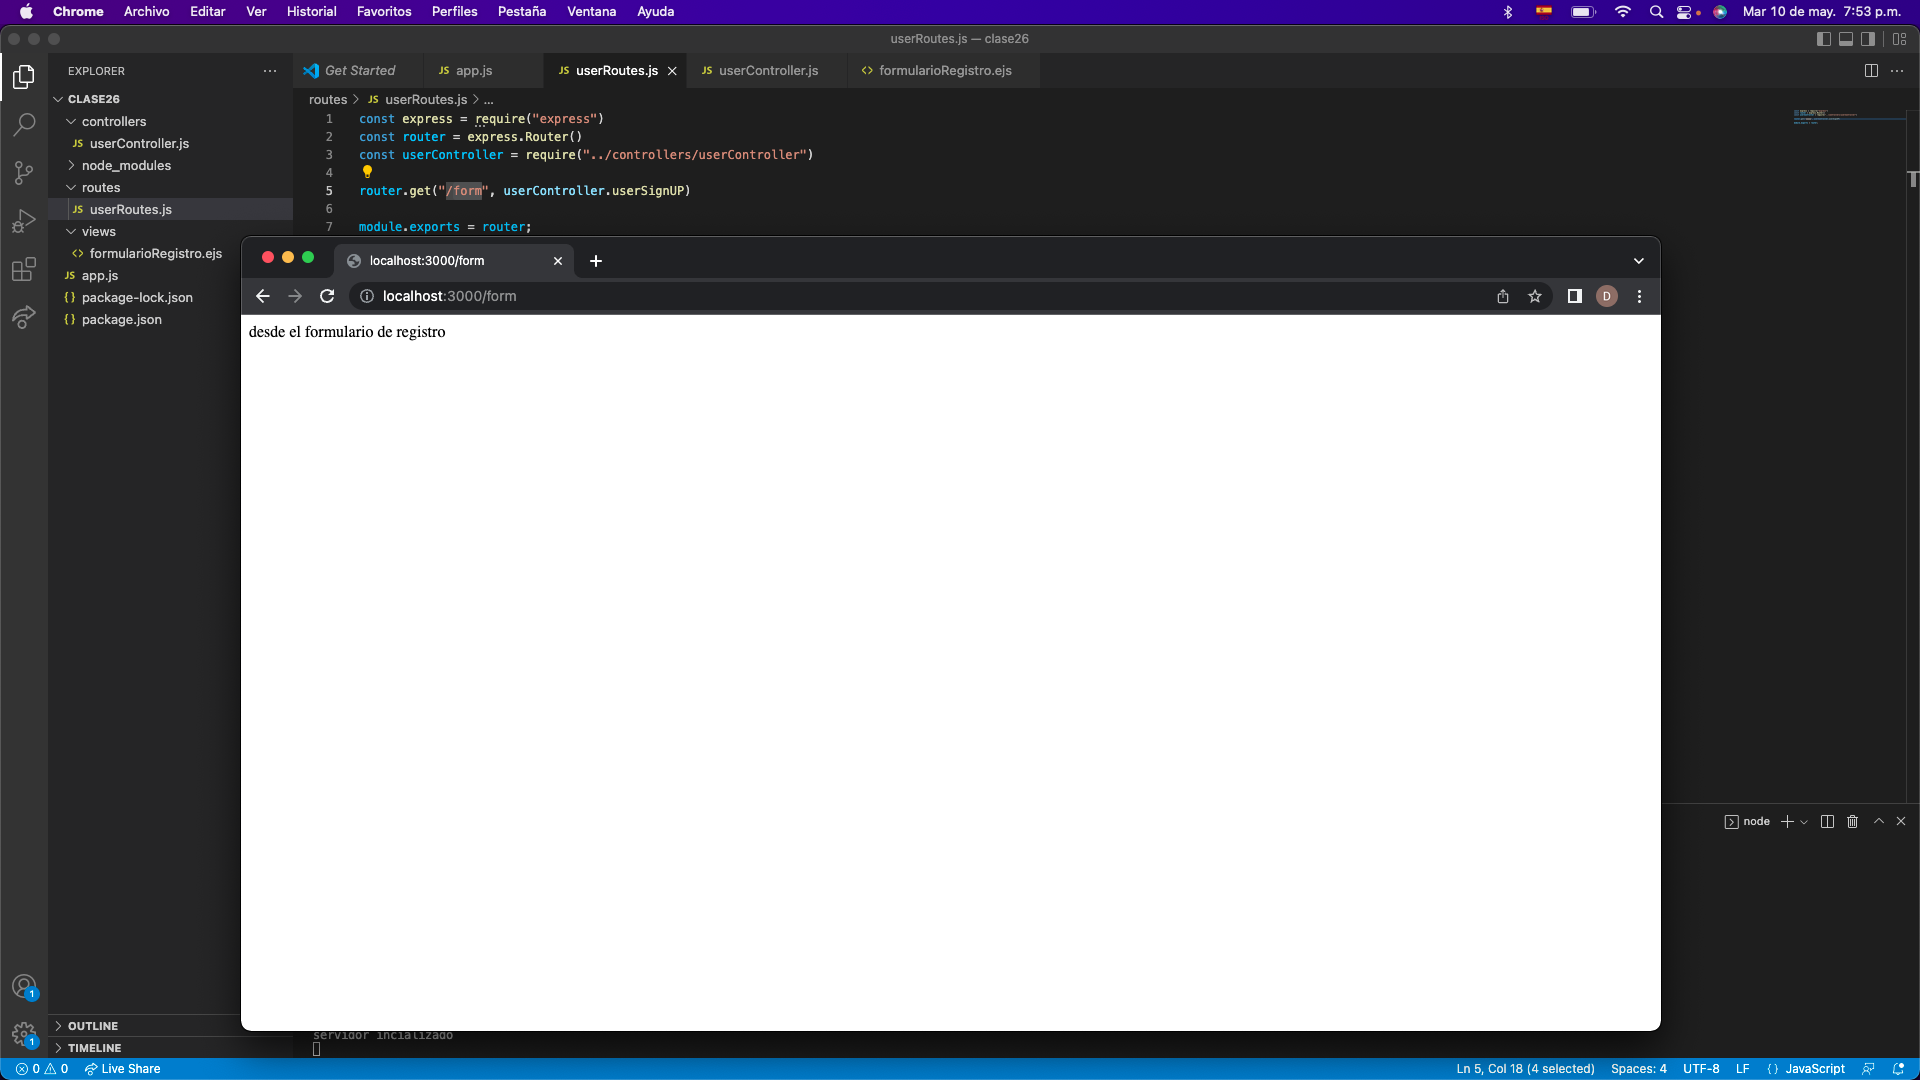 Chrome Archivo Editar Ver Historial Favoritos Perfiles Pestaña Ventana Ayuda
Mar 10 de may. 7:53 p.m.
userRoutes.js — clase26
EXPLORER
Get Started
JS app.js
JS userRoutes.js
JS userController.js
<> formularioRegistro.ejs
CLASE26
controllers
JS userController.js
node_modules
routes
JS userRoutes.js
views
<> formularioRegistro.ejs
JS app.js
{} package-lock.json
{} package.json
routes > JS userRoutes.js > ...
1 const express = require("express")
2 const router = express.Router()
3 const userController = require("../controllers/userController")
4
5 router.get("/form", userController.userSignUP)
6
7 module.exports = router;
localhost:3000/form
localhost:3000/form
D
desde el formulario de registro
node
servidor incializado
1
1
OUTLINE
TIMELINE
0 0 Live Share
Ln 5, Col 18 (4 selected) Spaces: 4 UTF-8 LF {} JavaScript